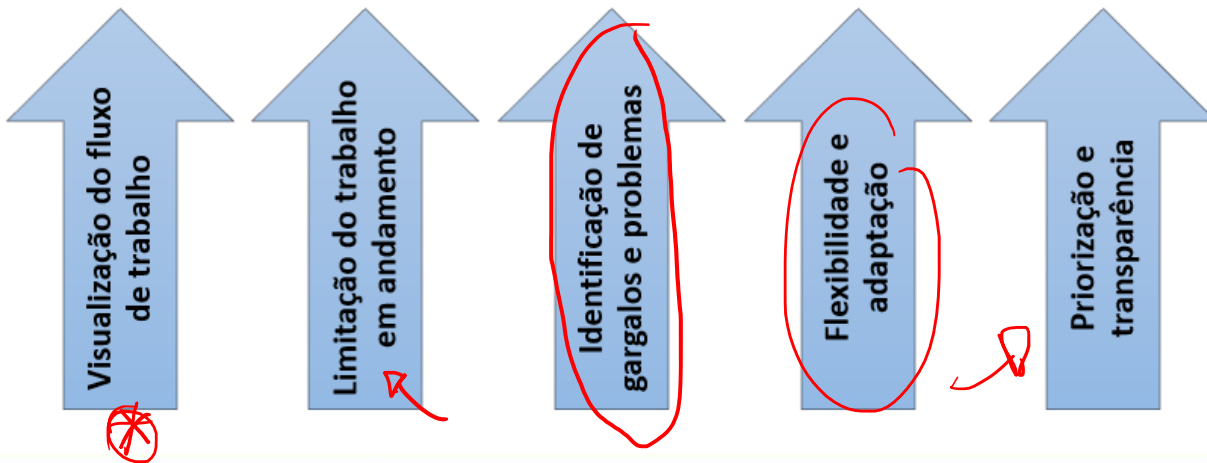 Visualização do fluxo
de trabalho
Limitação do trabalho
em andamento
Identificação de
gargalos e problemas
Flexibilidade e
adaptação
Priorização e
transparência